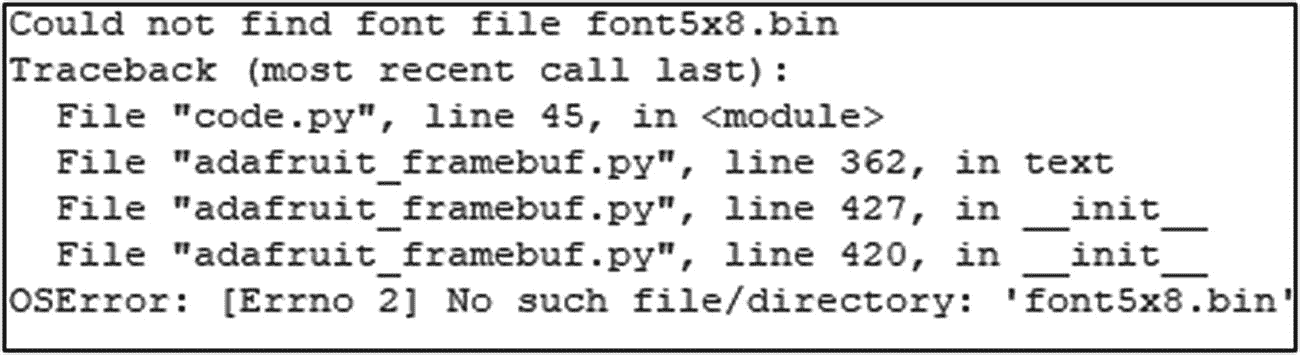 Could not find font file font5x8.bin
Traceback (most recent call last):
  File "code.py", line 45, in <module>
  File "adafruit_framebuf.py", line 362, in text
  File "adafruit_framebuf.py", line 427, in __init__
  File "adafruit_framebuf.py", line 420, in __init__
OSError: [Errno 2] No such file/directory: 'font5x8.bin'